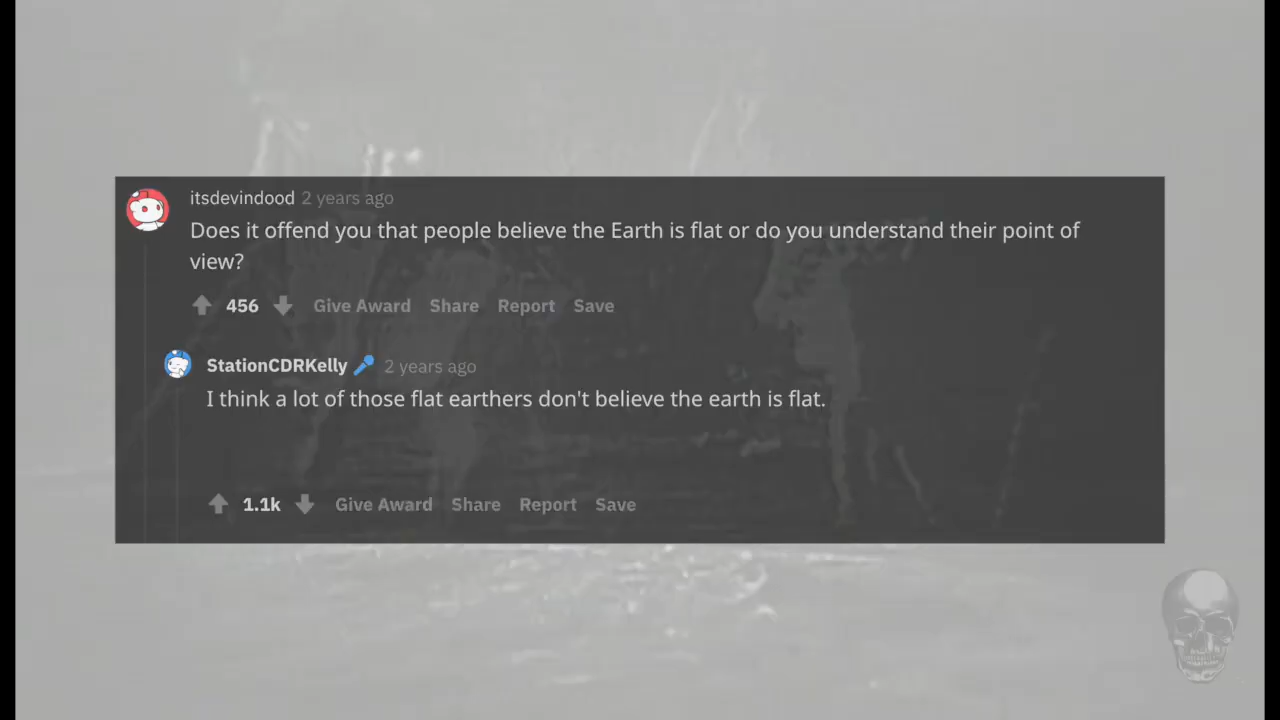 itsdevindood 2 years ago
Does it offend you that people believe the Earth is flat or do you understand their point of
view?
456 Give Award Share Report Save
StationCDRKelly 2 years ago
I think a lot of those flat earthers don't believe the earth is flat.
1.1k Give Award Share Report Save